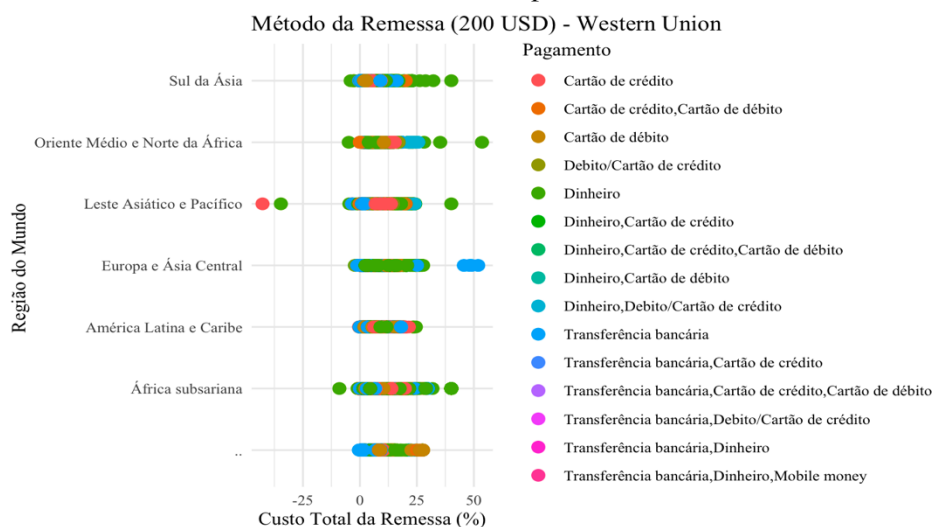 Método da Remessa (200 USD) - Western Union
Pagamento
Sul da Ásia
Oriente Médio e Norte da África
Leste Asiático e Pacífico
Europa e Ásia Central
América Latina e Caribe
África subsariana
..
Região do Mundo
-25 0 25 50
Custo Total da Remessa (%)
Cartão de crédito
Cartão de crédito,Cartão de débito
Cartão de débito
Debito/Cartão de crédito
Dinheiro
Dinheiro,Cartão de crédito
Dinheiro,Cartão de crédito,Cartão de débito
Dinheiro,Cartão de débito
Dinheiro,Debito/Cartão de crédito
Transferência bancária
Transferência bancária,Cartão de crédito
Transferência bancária,Cartão de crédito,Cartão de débito
Transferência bancária,Debito/Cartão de crédito
Transferência bancária,Dinheiro
Transferência bancária,Dinheiro,Mobile money